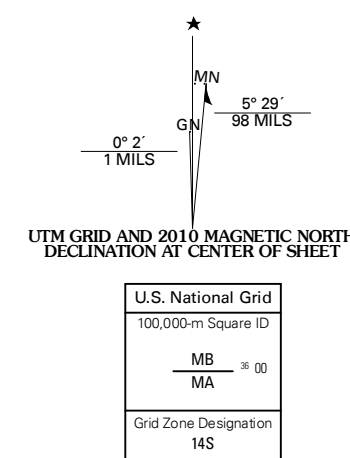 ★
MN
5° 29´
98 MILS
GN
0° 2´
1 MILS
UTM GRID AND 2010 MAGNETIC NORTH
DECLINATION AT CENTER OF SHEET
U.S. National Grid
100,000-m Square ID
MB
36 00
MA
Grid Zone Designation
14S